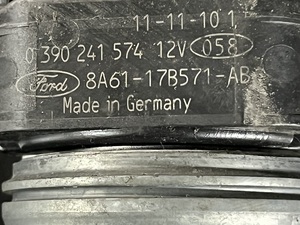 11-11-10 1
0 390 241 574 12V 058
Ford 8A61-17B571-AB
Made in Germany